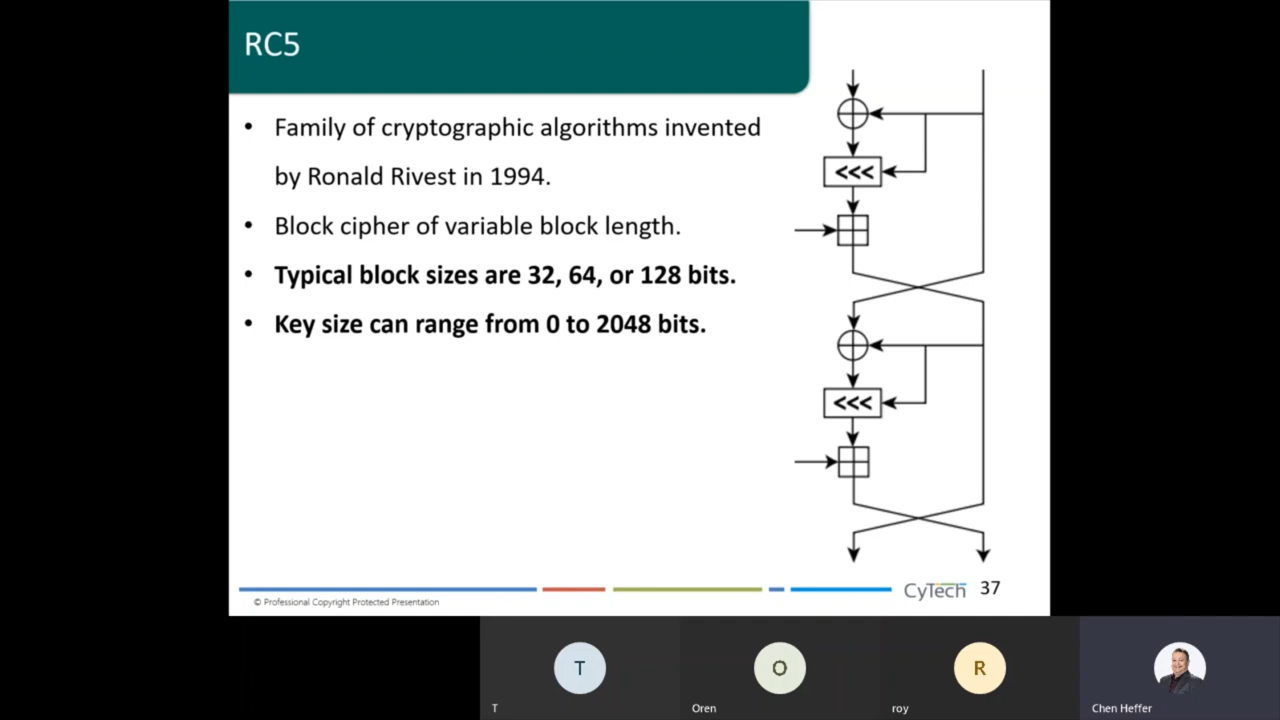 RC5
• Family of cryptographic algorithms invented
by Ronald Rivest in 1994.
• Block cipher of variable block length.
• Typical block sizes are 32, 64, or 128 bits.
• Key size can range from 0 to 2048 bits.
<<<
<<<
© Professional Copyright Protected Presentation
CyTech
37
T
O
R
T
Oren
roy
Chen Heffer